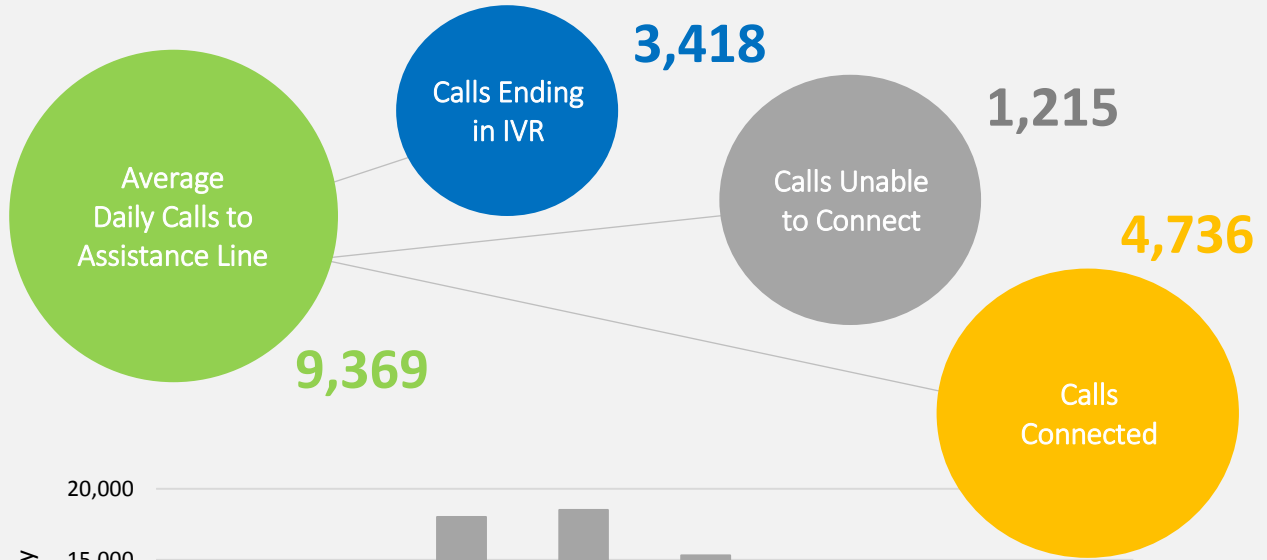 3,418
Calls Ending
in IVR
1,215
Average
Daily Calls to
Assistance Line
Calls Unable
to Connect
4,736
9,369
Calls
Connected
20,000
15,000